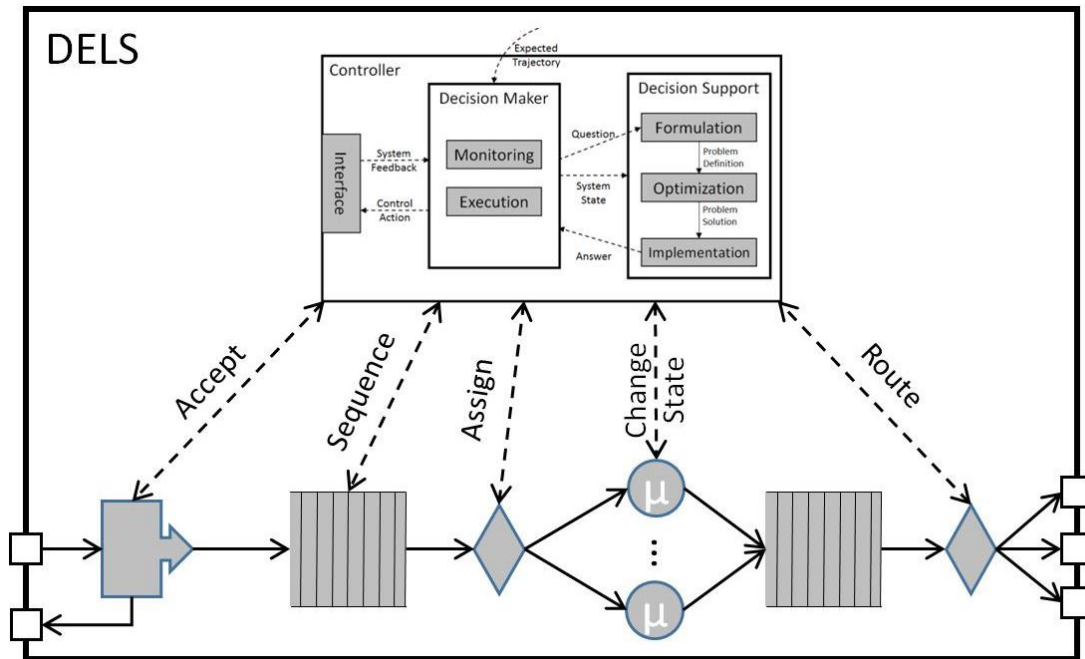 DELS
Expected
Trajectory
Controller
Decision Maker
Decision Support
Interface
System
Feedback
Control
Action
Monitoring
Execution
Question
System
State
Answer
Formulation
Problem
Definition
Optimization
Problem
Solution
Implementation
Accept
Sequence
Assign
Change
State
Route
μ
⋮
μ